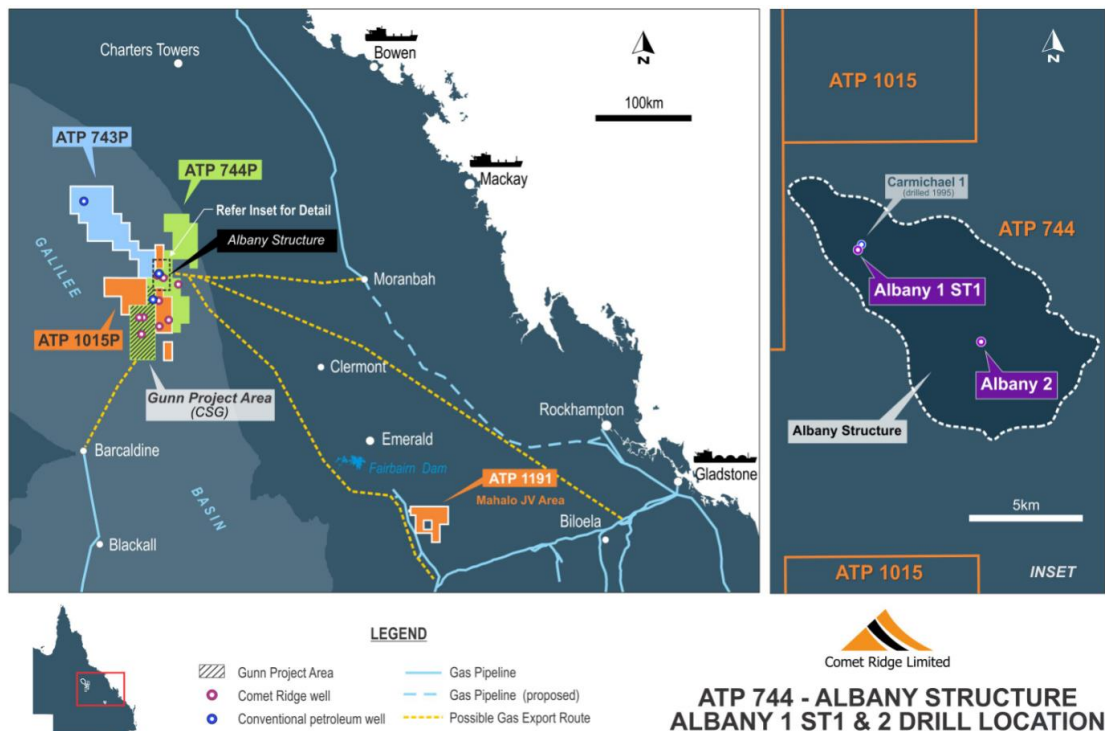 Charters Towers
Bowen
N
100km
ATP 743P
ATP 744P
Mackay
Refer Inset for Detail
Albany Structure
GALILEE
Moranbah
ATP 1015P
Clermont
Gunn Project Area
(CSG)
Rockhampton
Barcaldine
Emerald
Fairbairn Dam
Gladstone
ATP 1191
Mahalo JV Area
BASIN
Biloela
Blackall
N
ATP 1015
Carmichael 1
(drilled 1995)
ATP 744
Albany 1 ST1
Albany 2
Albany Structure
5km
ATP 1015
INSET
LEGEND
Gunn Project Area
Comet Ridge well
Conventional petroleum well
Gas Pipeline
Gas Pipeline (proposed)
Possible Gas Export Route
Comet Ridge Limited
ATP 744 - ALBANY STRUCTURE
ALBANY 1 ST1 & 2 DRILL LOCATION